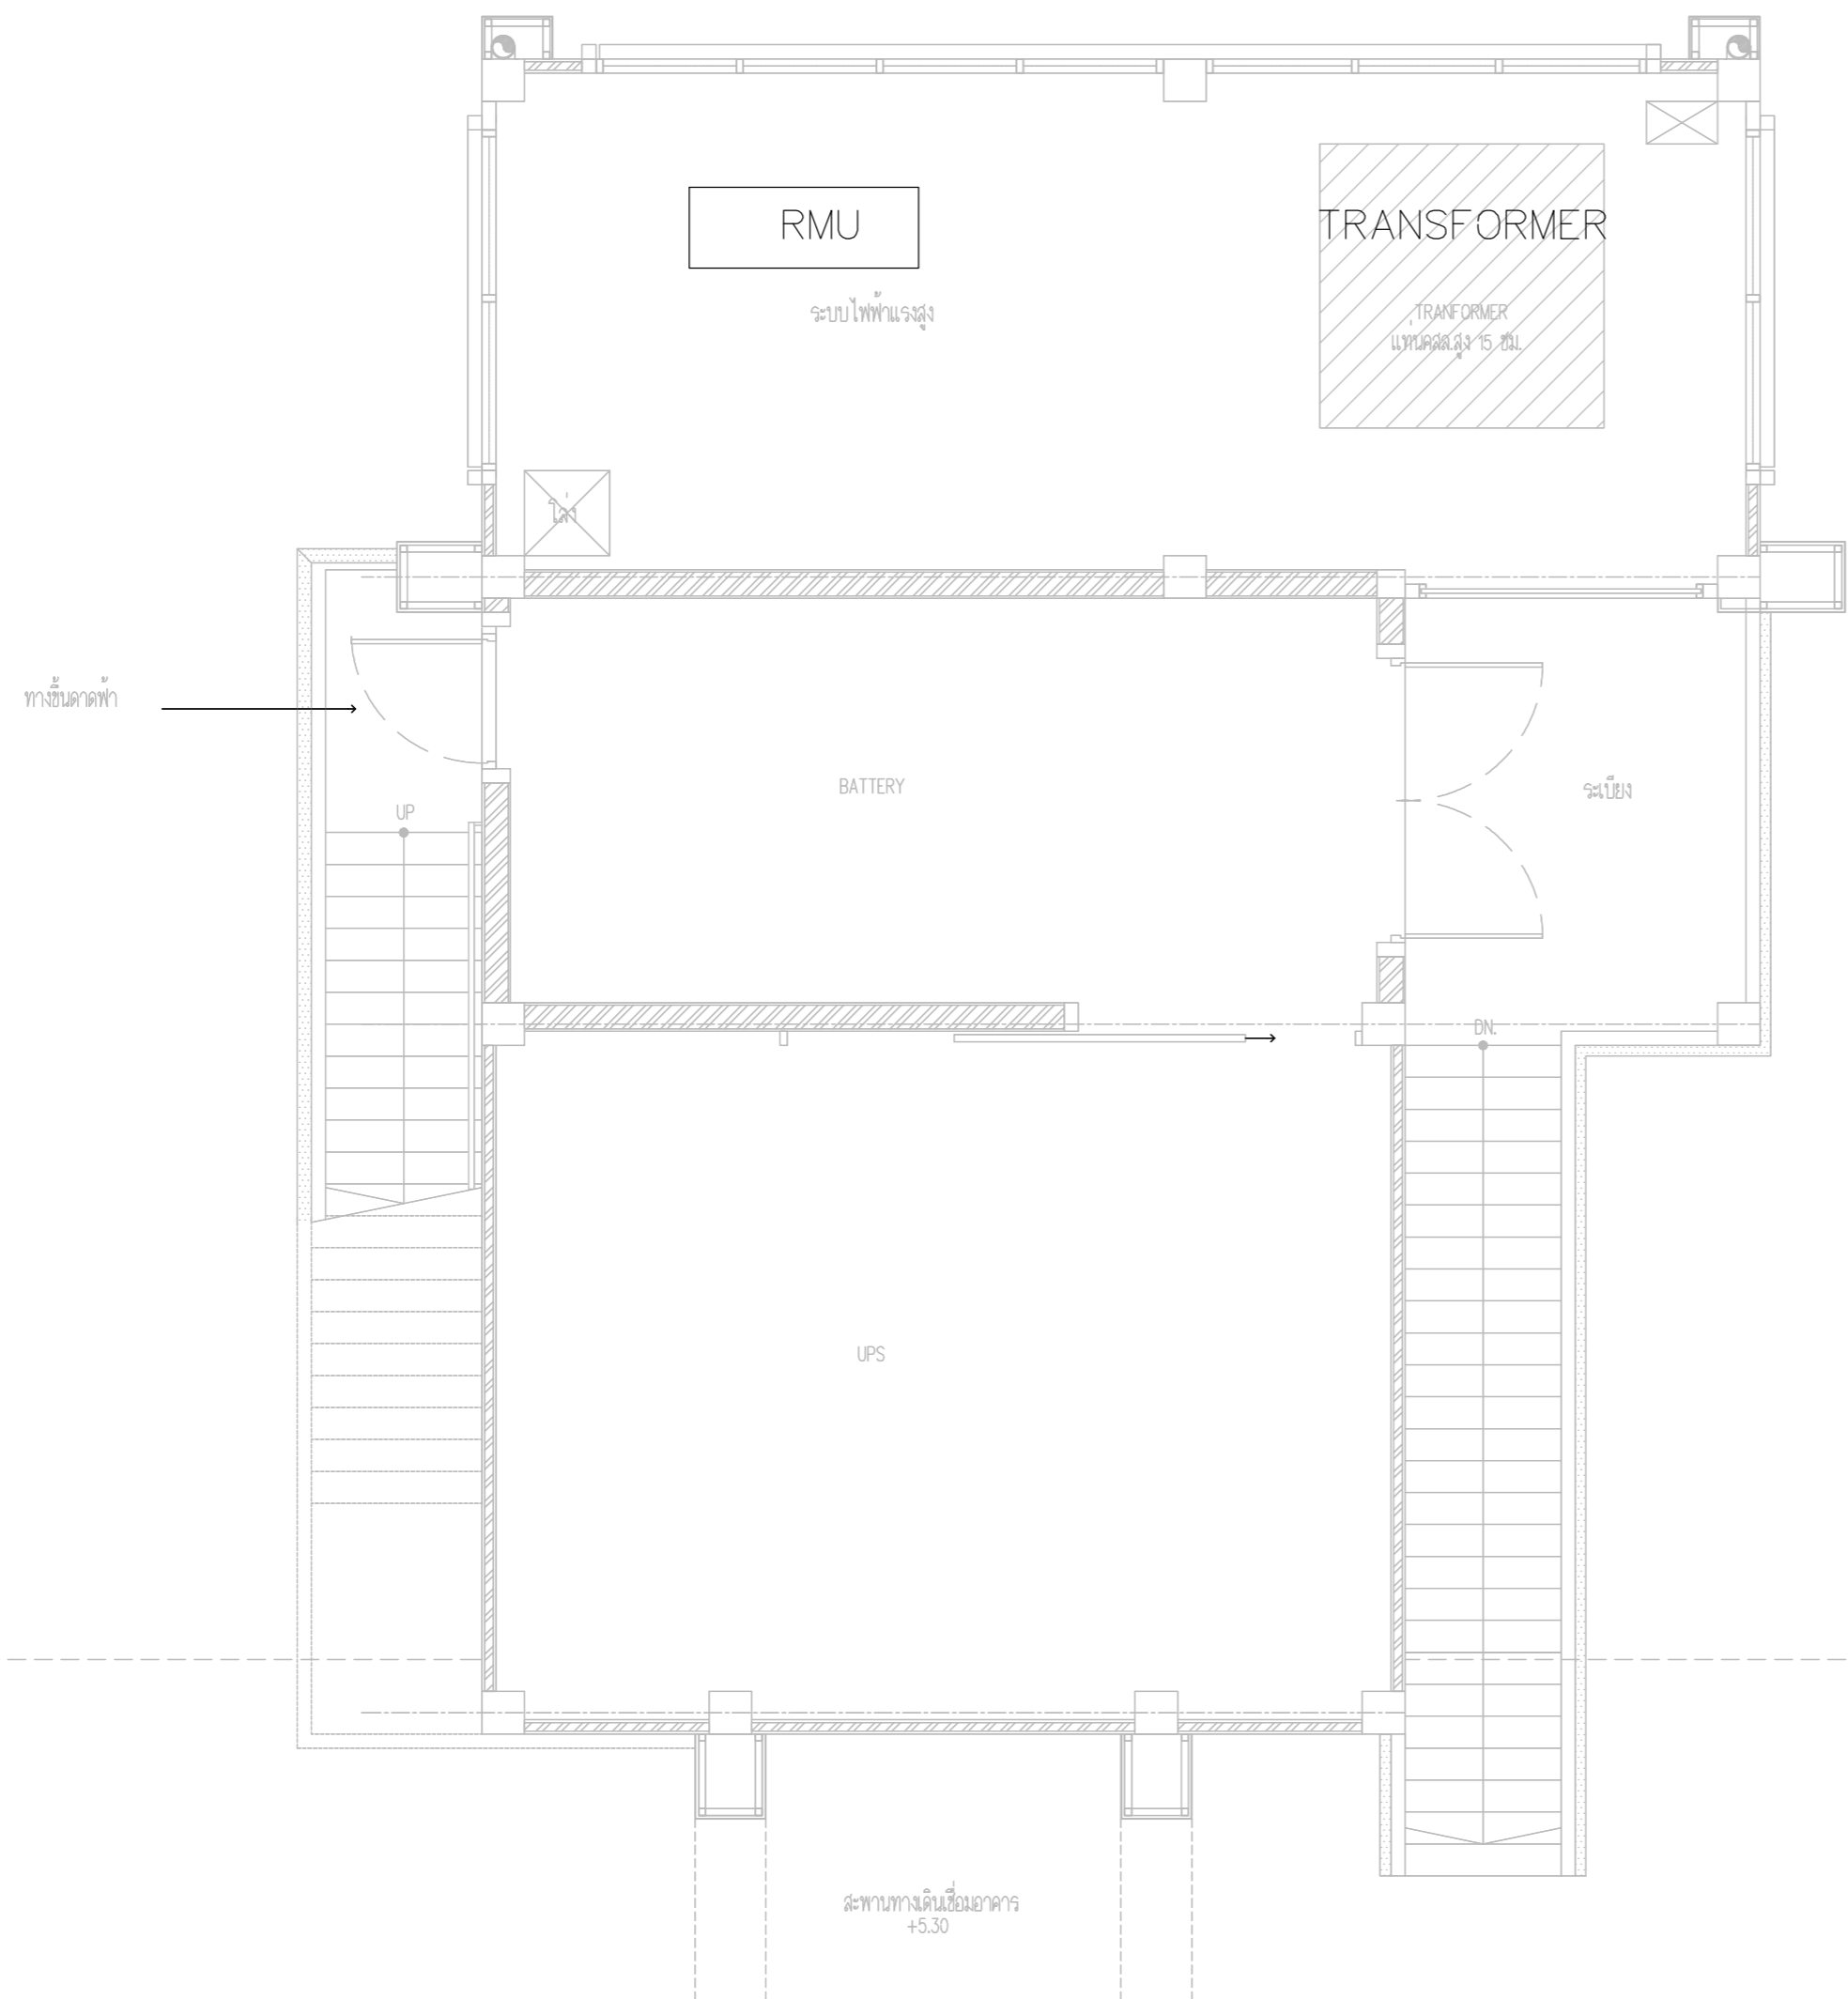 RMU
TRANSFORMER
ระบบไฟฟ้าแรงสูง
TRANFORMER
แท่นคสล.สูง 15 ซม.
โล่ง
ทางขึ้นดาดฟ้า
BATTERY
ระเบียง
UP
DN.
UPS
สะพานทางเดินเชื่อมอาคาร
+5.30